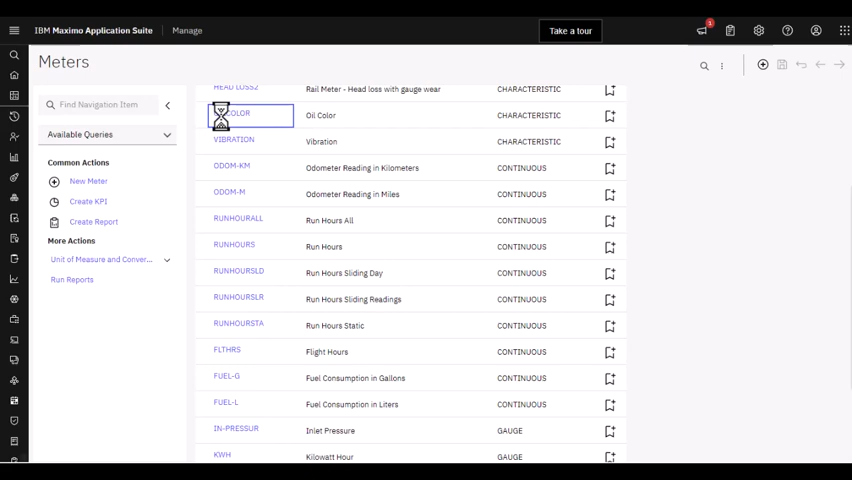 IBM Maximo Application Suite Manage Take a tour 1
Meters
Find Navigation Item
Available Queries
Common Actions
New Meter
Create KPI
Create Report
More Actions
Unit of Measure and Conver...
Run Reports
HEAD LOSS2 Rail Meter - Head loss with gauge wear CHARACTERISTIC
COLOR Oil Color CHARACTERISTIC
VIBRATION Vibration CHARACTERISTIC
ODOM-KM Odometer Reading in Kilometers CONTINUOUS
ODOM-M Odometer Reading in Miles CONTINUOUS
RUNHOURALL Run Hours All CONTINUOUS
RUNHOURS Run Hours CONTINUOUS
RUNHOURSLD Run Hours Sliding Day CONTINUOUS
RUNHOURSLR Run Hours Sliding Readings CONTINUOUS
RUNHOURSTA Run Hours Static CONTINUOUS
FLTHRS Flight Hours CONTINUOUS
FUEL-G Fuel Consumption in Gallons CONTINUOUS
FUEL-L Fuel Consumption in Liters CONTINUOUS
IN-PRESSUR Inlet Pressure GAUGE
KWH Kilowatt Hour GAUGE